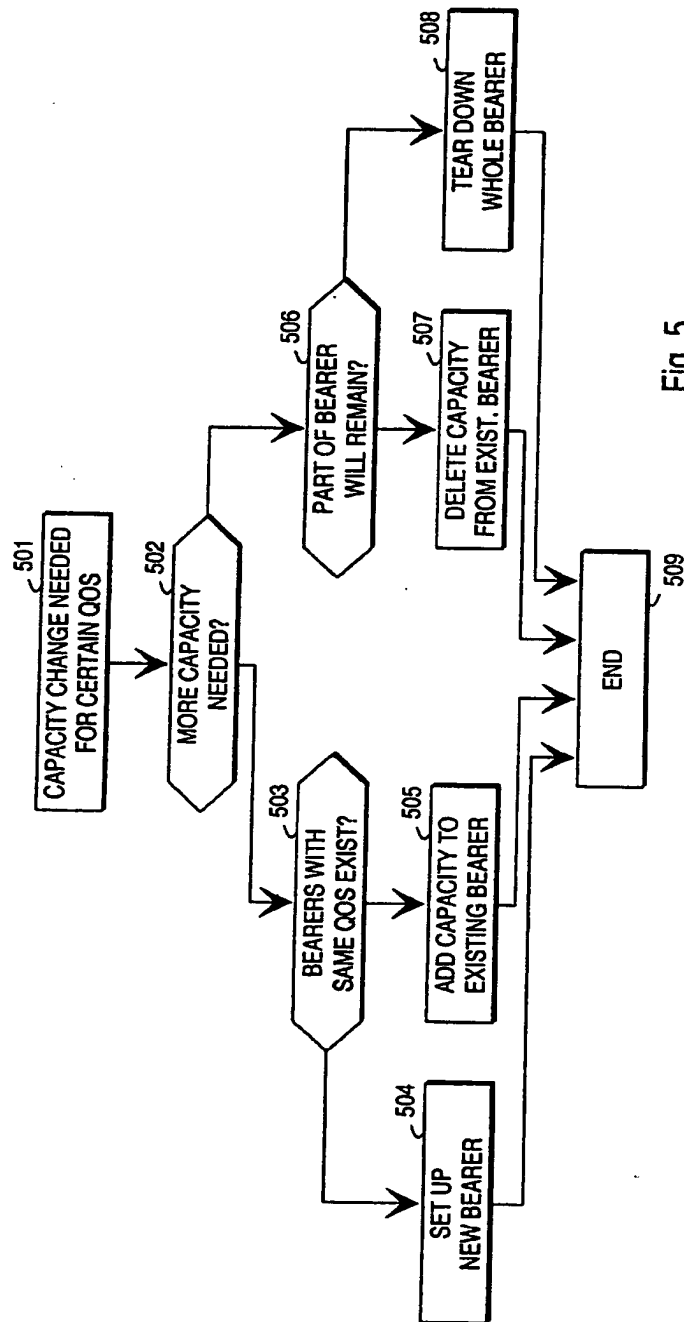 501
CAPACITY CHANGE NEEDED
FOR CERTAIN QOS
502
MORE CAPACITY
NEEDED?
503
BEARERS WITH
SAME QOS EXIST?
506
PART OF BEARER
WILL REMAIN?
504
SET UP
NEW BEARER
505
ADD CAPACITY TO
EXISTING BEARER
507
DELETE CAPACITY
FROM EXIST. BEARER
508
TEAR DOWN
WHOLE BEARER
END
509
Fig. 5